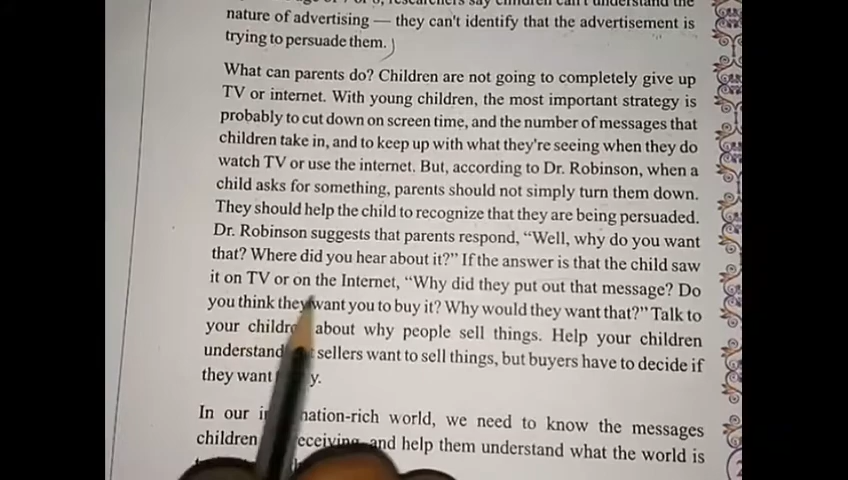 researchers say children can't understand the
nature of advertising — they can't identify that the advertisement is
trying to persuade them.
What can parents do? Children are not going to completely give up
TV or internet. With young children, the most important strategy is
probably to cut down on screen time, and the number of messages that
children take in, and to keep up with what they're seeing when they do
watch TV or use the internet. But, according to Dr. Robinson, when a
child asks for something, parents should not simply turn them down.
They should help the child to recognize that they are being persuaded.
Dr. Robinson suggests that parents respond, “Well, why do you want
that? Where did you hear about it?” If the answer is that the child saw
it on TV or on the Internet, “Why did they put out that message? Do
you think they want you to buy it? Why would they want that?” Talk to
your about why people sell things. Help your children
understand sellers want to sell things, but buyers have to decide if
they want
In our world, we need to know the messages
children and help them understand what the world is